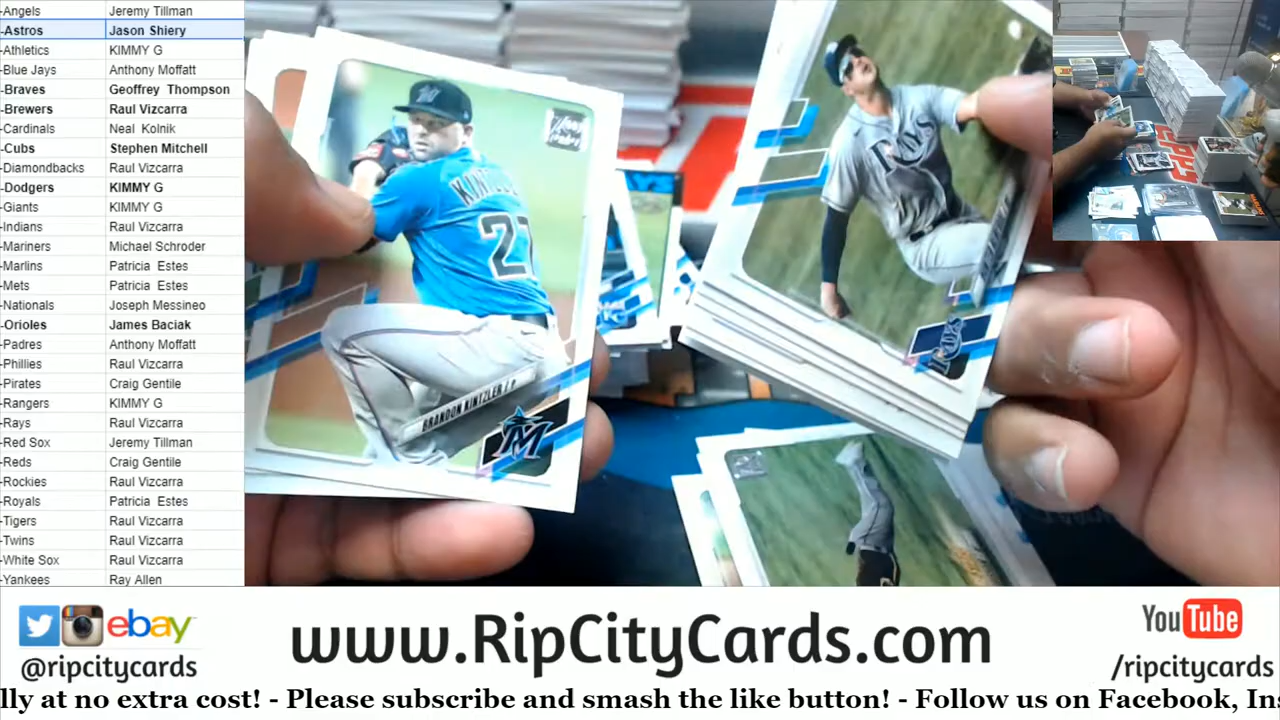 -Angels Jeremy Tillman
-Astros Jason Shiery
-Athletics KIMMY G
-Blue Jays Anthony Moffatt
-Braves Geoffrey Thompson
-Brewers Raul Vizcarra
-Cardinals Neal Kolnik
-Cubs Stephen Mitchell
-Diamondbacks Raul Vizcarra
-Dodgers KIMMY G
-Giants KIMMY G
-Indians Raul Vizcarra
-Mariners Michael Schroder
-Marlins Patricia Estes
-Mets Patricia Estes
-Nationals Joseph Messineo
-Orioles James Baciak
-Padres Anthony Moffatt
-Phillies Raul Vizcarra
-Pirates Craig Gentile
-Rangers KIMMY G
-Rays Raul Vizcarra
-Red Sox Jeremy Tillman
-Reds Craig Gentile
-Rockies Raul Vizcarra
-Royals Patricia Estes
-Tigers Raul Vizcarra
-Twins Raul Vizcarra
-White Sox Raul Vizcarra
-Yankees Ray Allen
27
BRANDON KINTZLER
M
RAYS
ebay
@ripcitycards
www.RipCityCards.com
YouTube
/ripcitycards
lly at no extra cost! - Please subscribe and smash the like button! - Follow us on Facebook, Ins